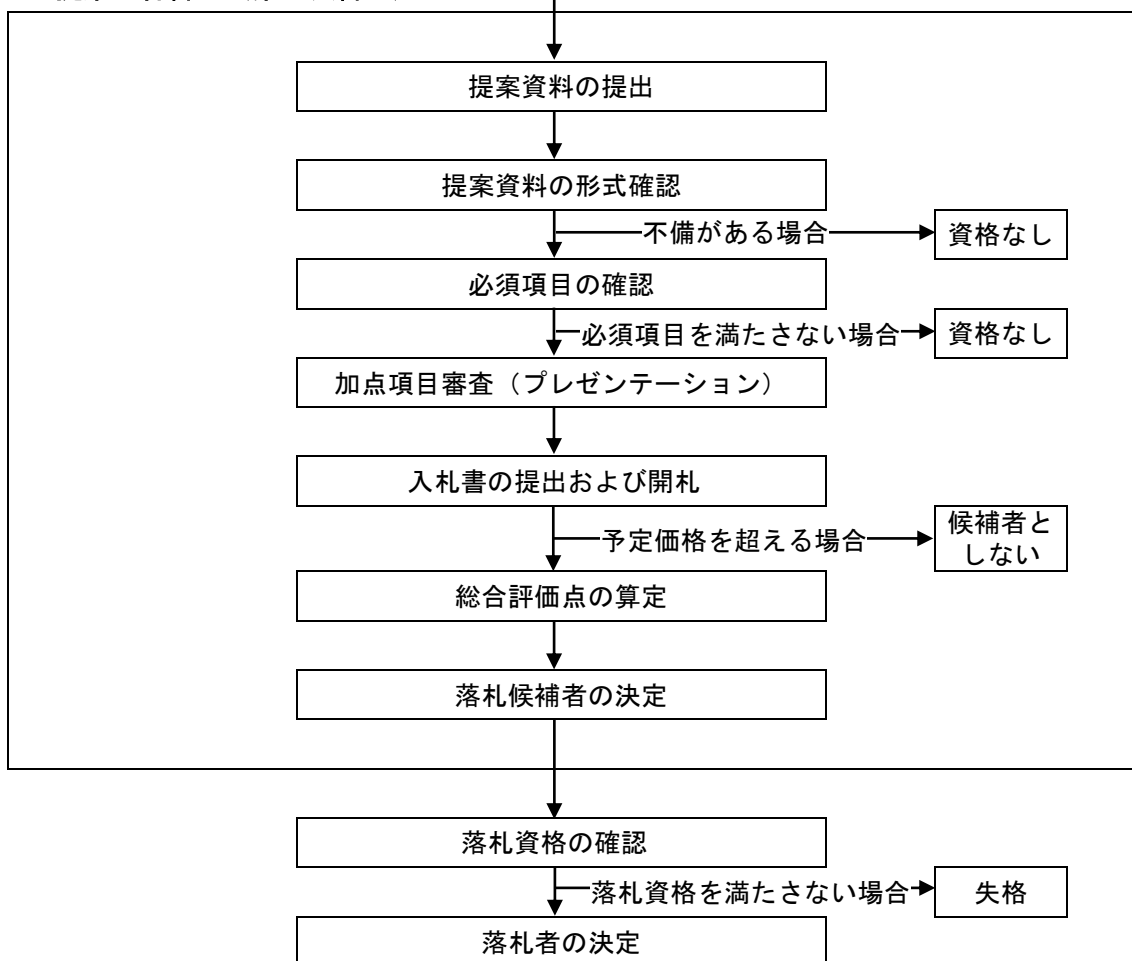 提案資料の提出
提案資料の形式確認
不備がある場合
資格なし
必須項目の確認
必須項目を満たさない場合
資格なし
加点項目審査（プレゼンテーション）
入札書の提出および開札
予定価格を超える場合
候補者と
しない
総合評価点の算定
落札候補者の決定
落札資格の確認
落札資格を満たさない場合
失格
落札者の決定